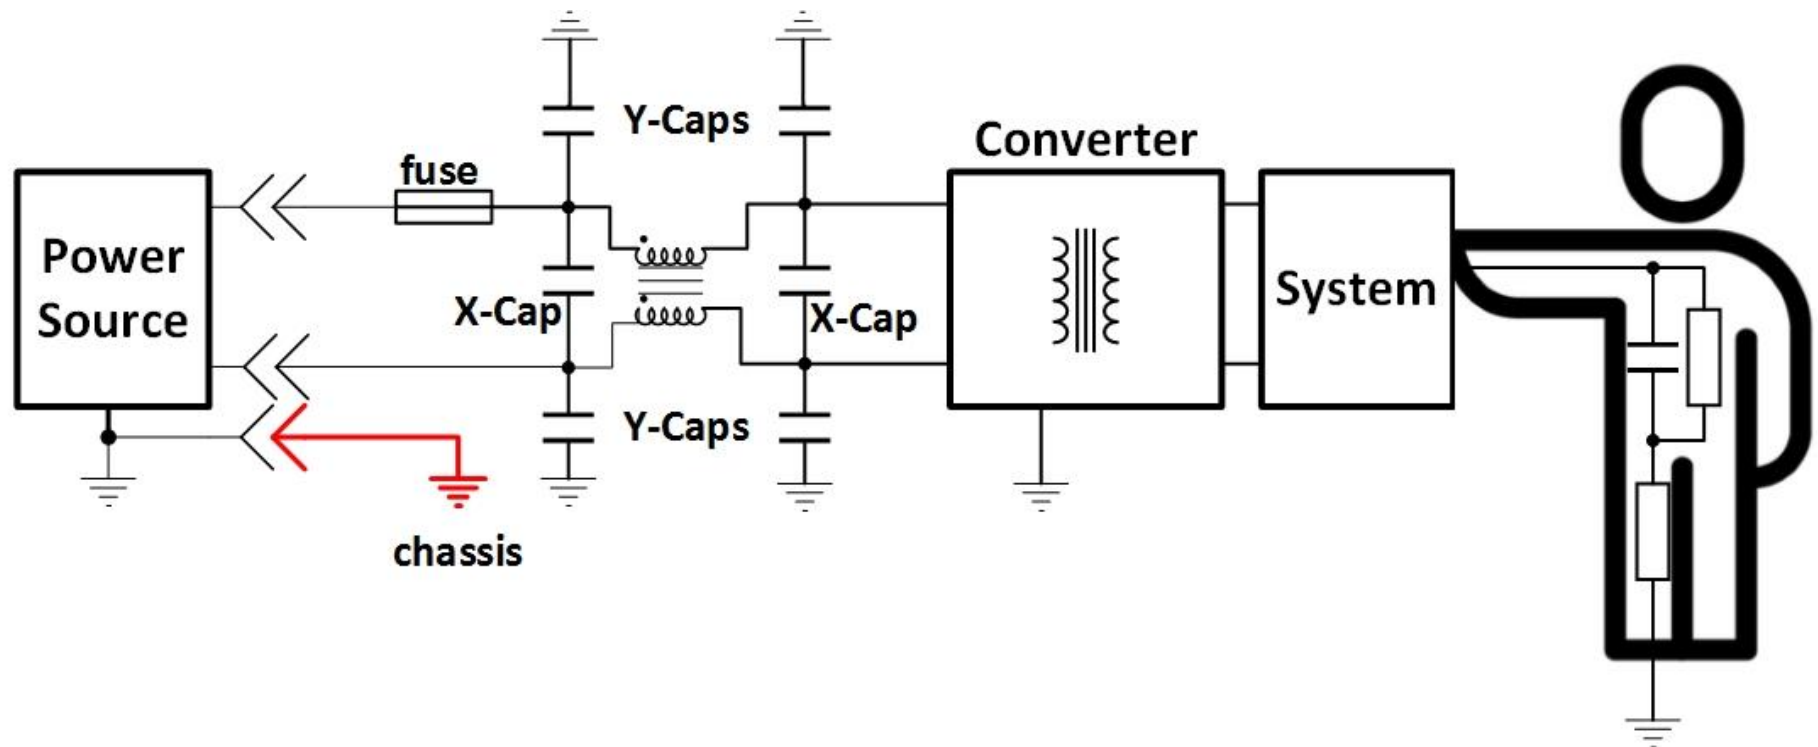 Y-Caps
Converter
fuse
Power
Source
X-Cap
X-Cap
System
Y-Caps
chassis